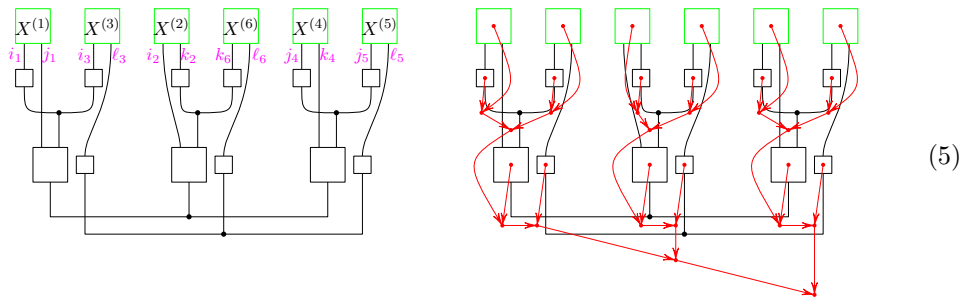 X^{(1)} X^{(3)} X^{(2)} X^{(6)} X^{(4)} X^{(5)}
i_1 j_1 i_3 ℓ_3 i_2 k_2 k_6 ℓ_6 j_4 k_4 j_5 ℓ_5
(5)